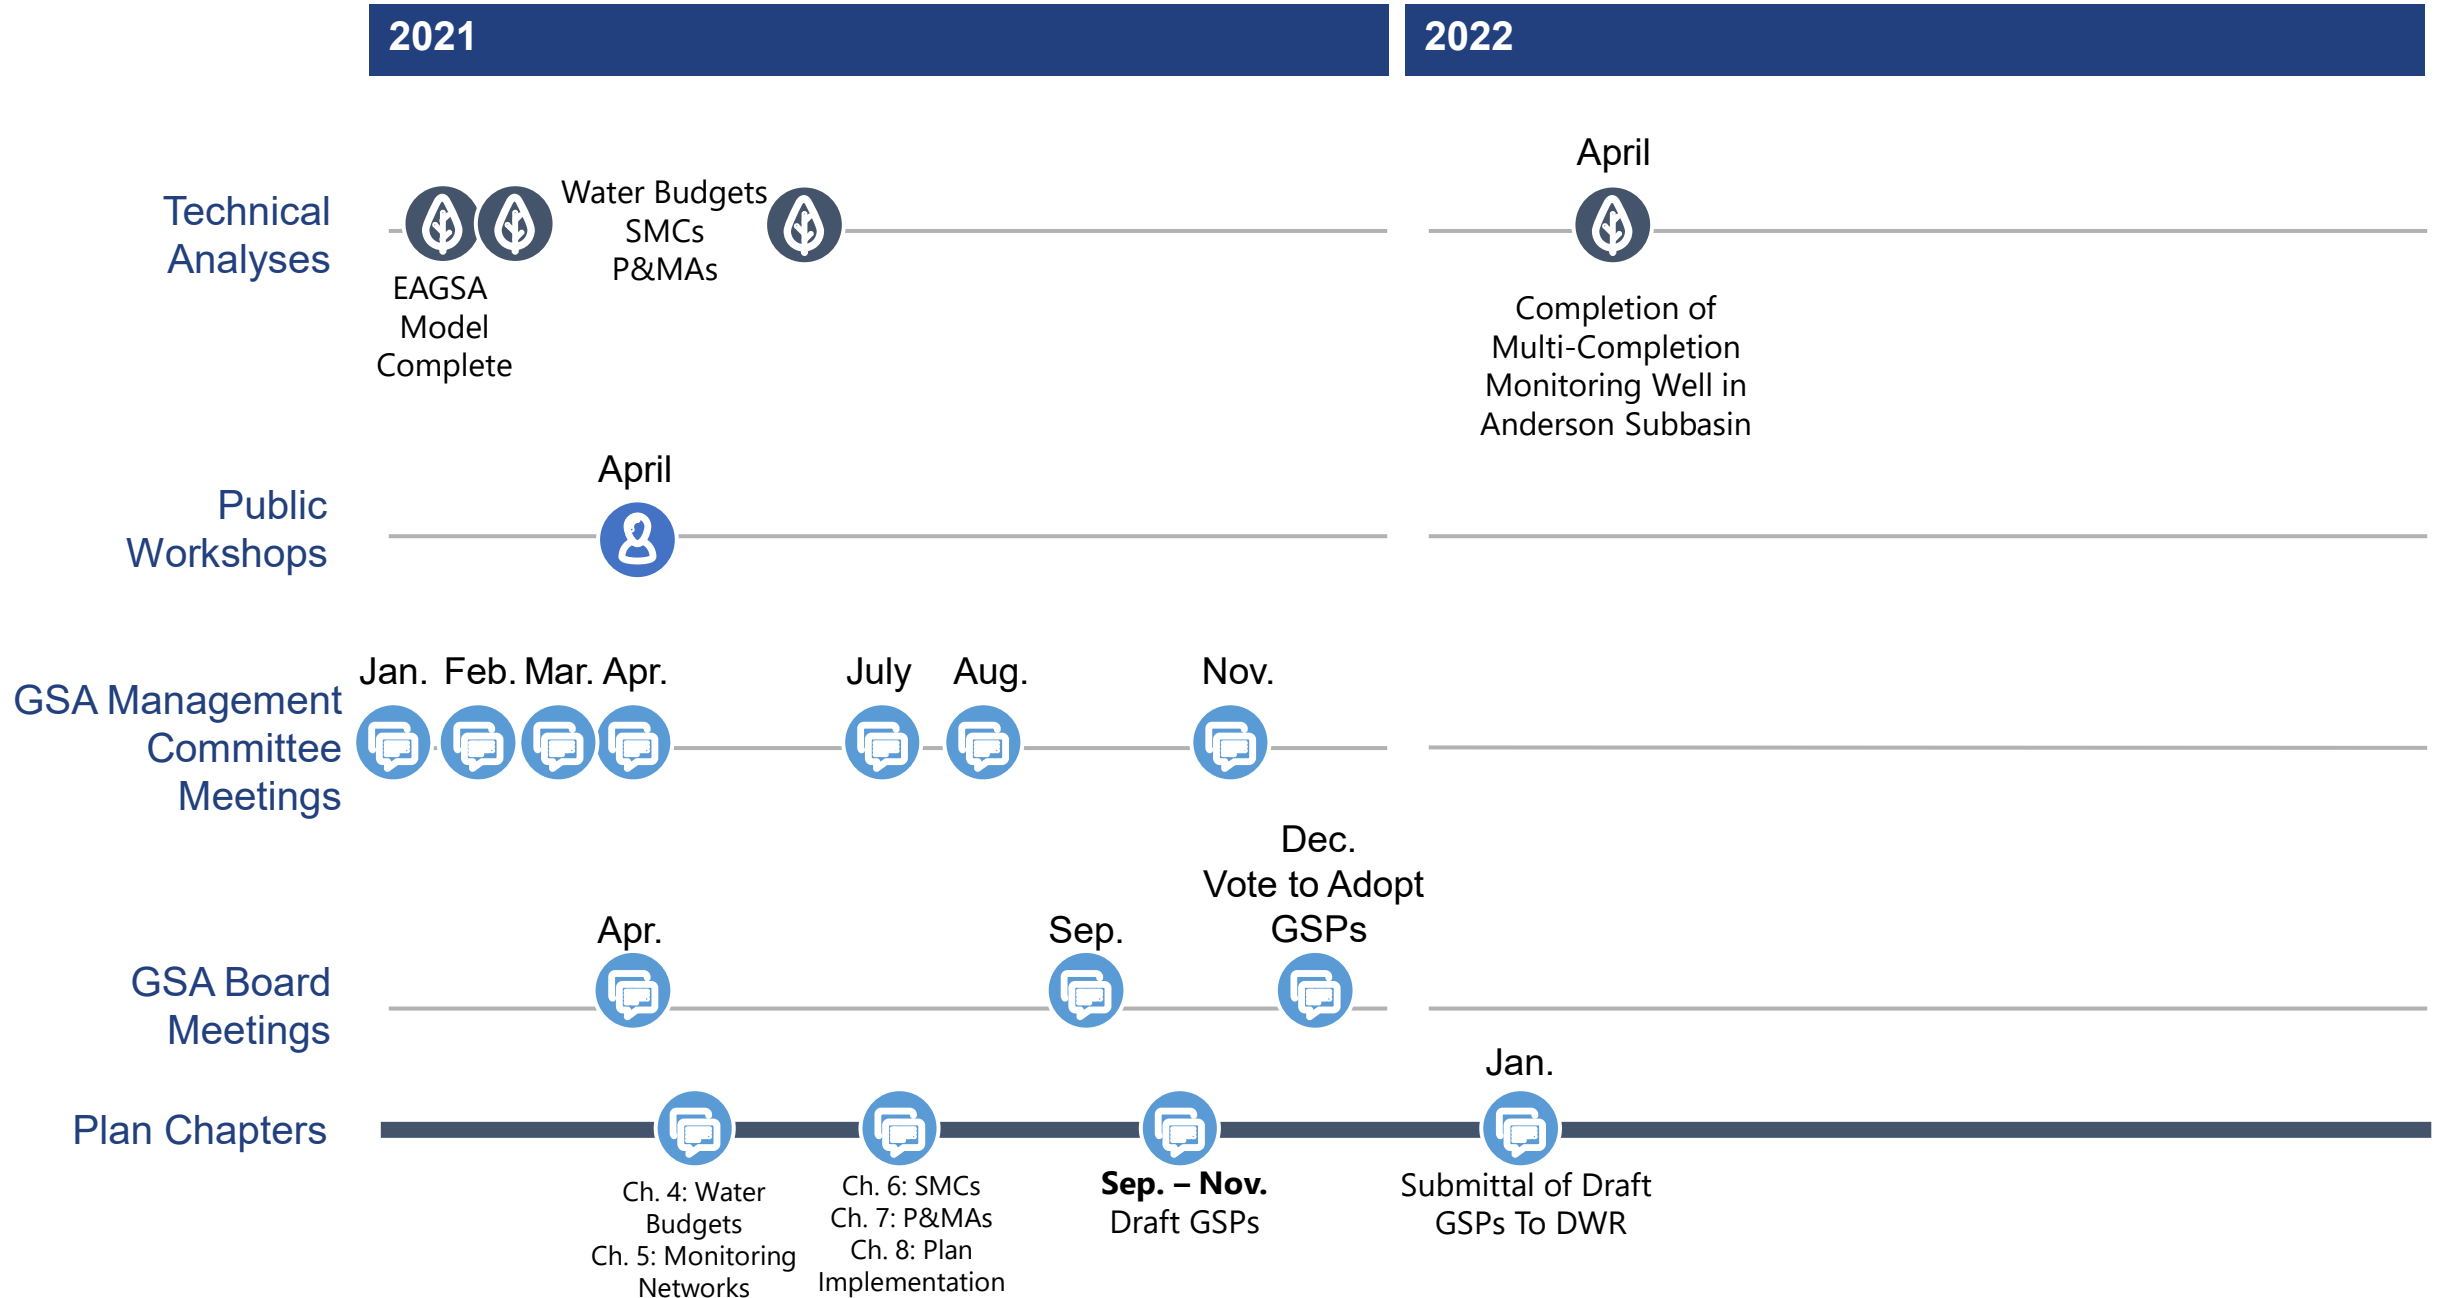 2021
2022
Technical
Analyses
EAGSA
Model
Complete
Water Budgets
SMCs
P&MAs
April
Completion of
Multi-Completion
Monitoring Well in
Anderson Subbasin
Public
Workshops
April
GSA Management
Committee
Meetings
Jan.
Feb.
Mar.
Apr.
July
Aug.
Nov.
GSA Board
Meetings
Apr.
Sep.
Dec.
Vote to Adopt
GSPs
Plan Chapters
Ch. 4: Water
Budgets
Ch. 5: Monitoring
Networks
Ch. 6: SMCs
Ch. 7: P&MAs
Ch. 8: Plan
Implementation
Sep. – Nov.
Draft GSPs
Jan.
Submittal of Draft
GSPs To DWR